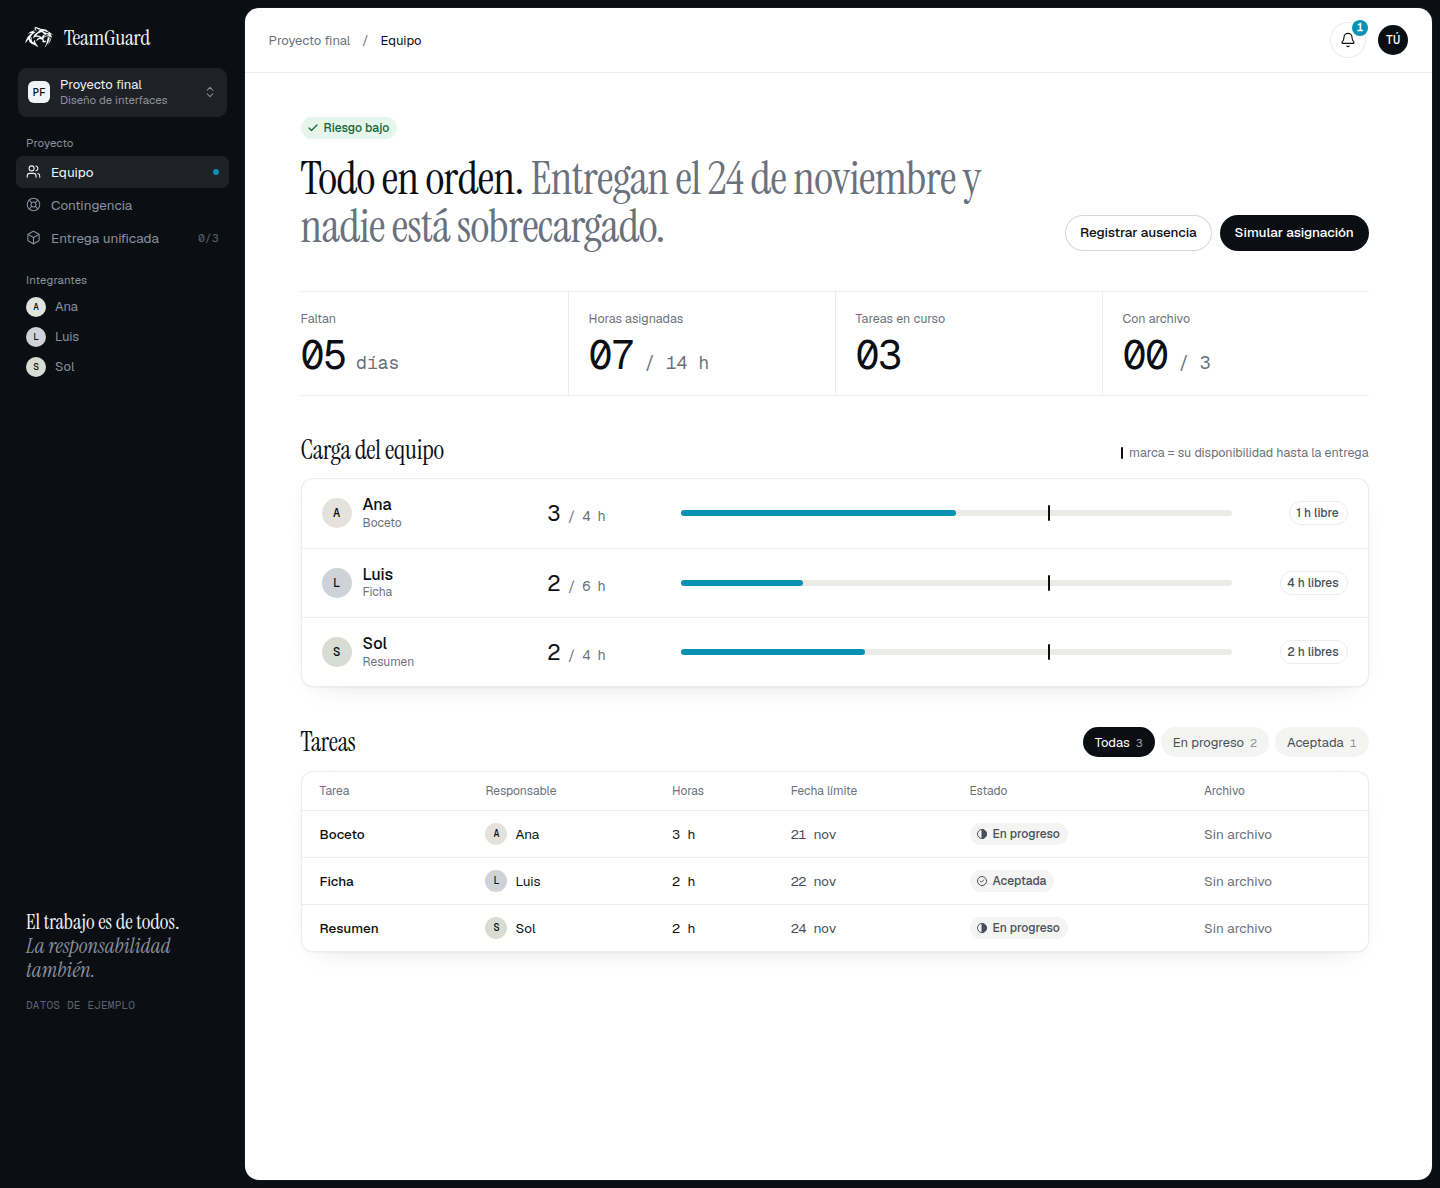 TeamGuard
PF
Proyecto final
Diseño de interfaces
Proyecto
Equipo
Contingencia
Entrega unificada 0/3
Integrantes
A Ana
L Luis
S Sol
El trabajo es de todos.
La responsabilidad
también.
DATOS DE EJEMPLO
Proyecto final / Equipo
1
TÚ
Riesgo bajo
Todo en orden. Entregan el 24 de noviembre y
nadie está sobrecargado.
Registrar ausencia
Simular asignación
Faltan
05 días
Horas asignadas
07 / 14 h
Tareas en curso
03
Con archivo
00 / 3
Carga del equipo
marca = su disponibilidad hasta la entrega
A
Ana
Boceto
3 / 4 h
1 h libre
L
Luis
Ficha
2 / 6 h
4 h libres
S
Sol
Resumen
2 / 4 h
2 h libres
Tareas
Todas 3
En progreso 2
Aceptada 1
Tarea Responsable Horas Fecha límite Estado Archivo
Boceto A Ana 3 h 21 nov En progreso Sin archivo
Ficha L Luis 2 h 22 nov Aceptada Sin archivo
Resumen S Sol 2 h 24 nov En progreso Sin archivo